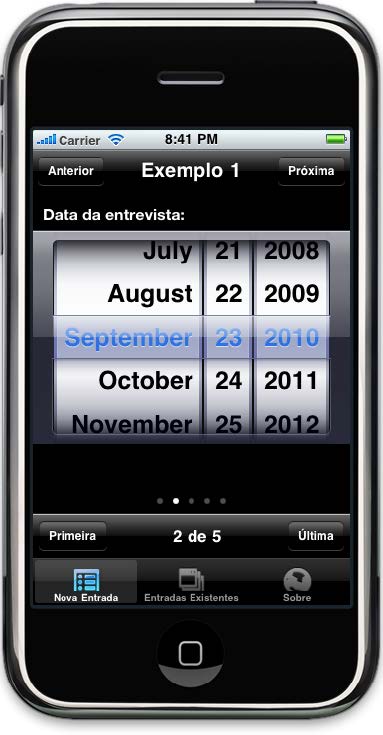 Carrier 8:41 PM
Anterior Exemplo 1 Próxima
Data da entrevista:
July 21 2008
August 22 2009
September 23 2010
October 24 2011
November 25 2012
Primeira 2 de 5 Última
Nova Entrada Entradas Existentes Sobre